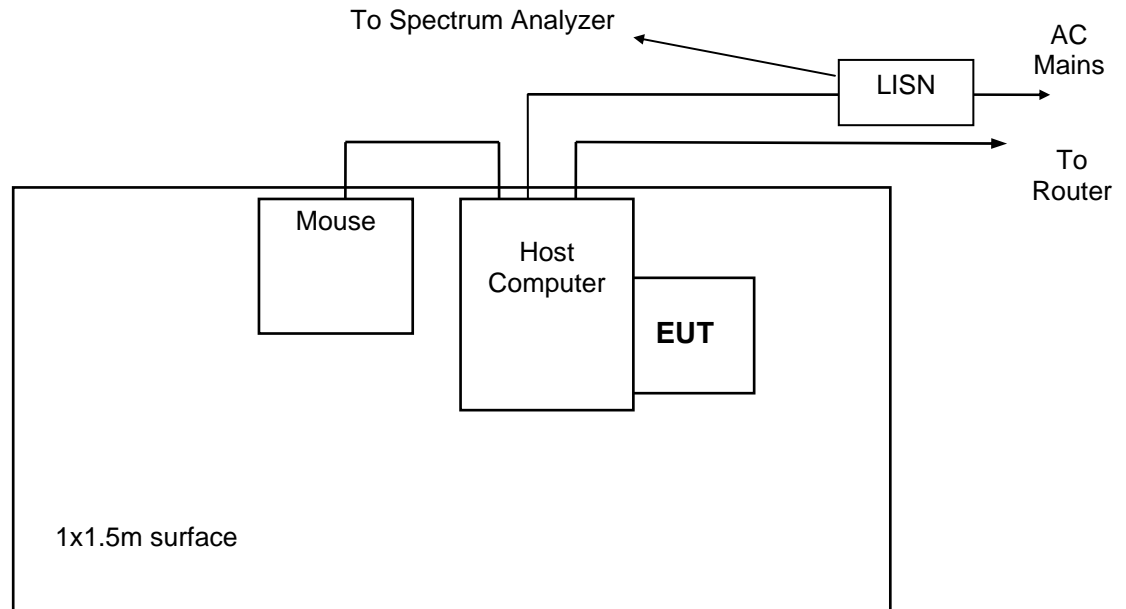 To Spectrum Analyzer
AC
Mains
LISN
To
Router
Mouse
Host
Computer
EUT
1x1.5m surface